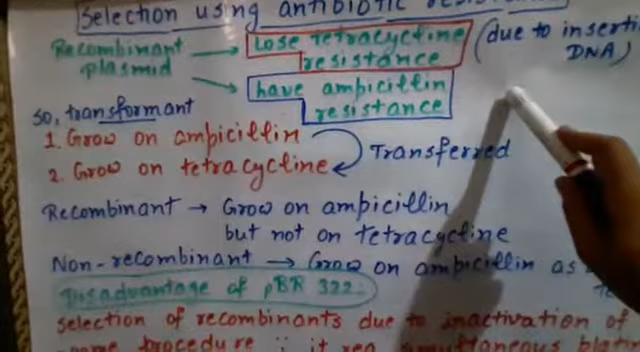 Selection using antibiotic
Recombinant plasmid → Lose tetracycline resistance (due to DNA)
→ have ampicillin resistance
So, transformant
1. Grow on ampicillin
2. Grow on tetracycline
Transferred
Recombinant → Grow on ampicillin
but not on tetracycline
Non-recombinant → Grow on ampicillin as
Disadvantage of pBR 322:
Selection of recombinants due to inactivation of
procedure ∵ it